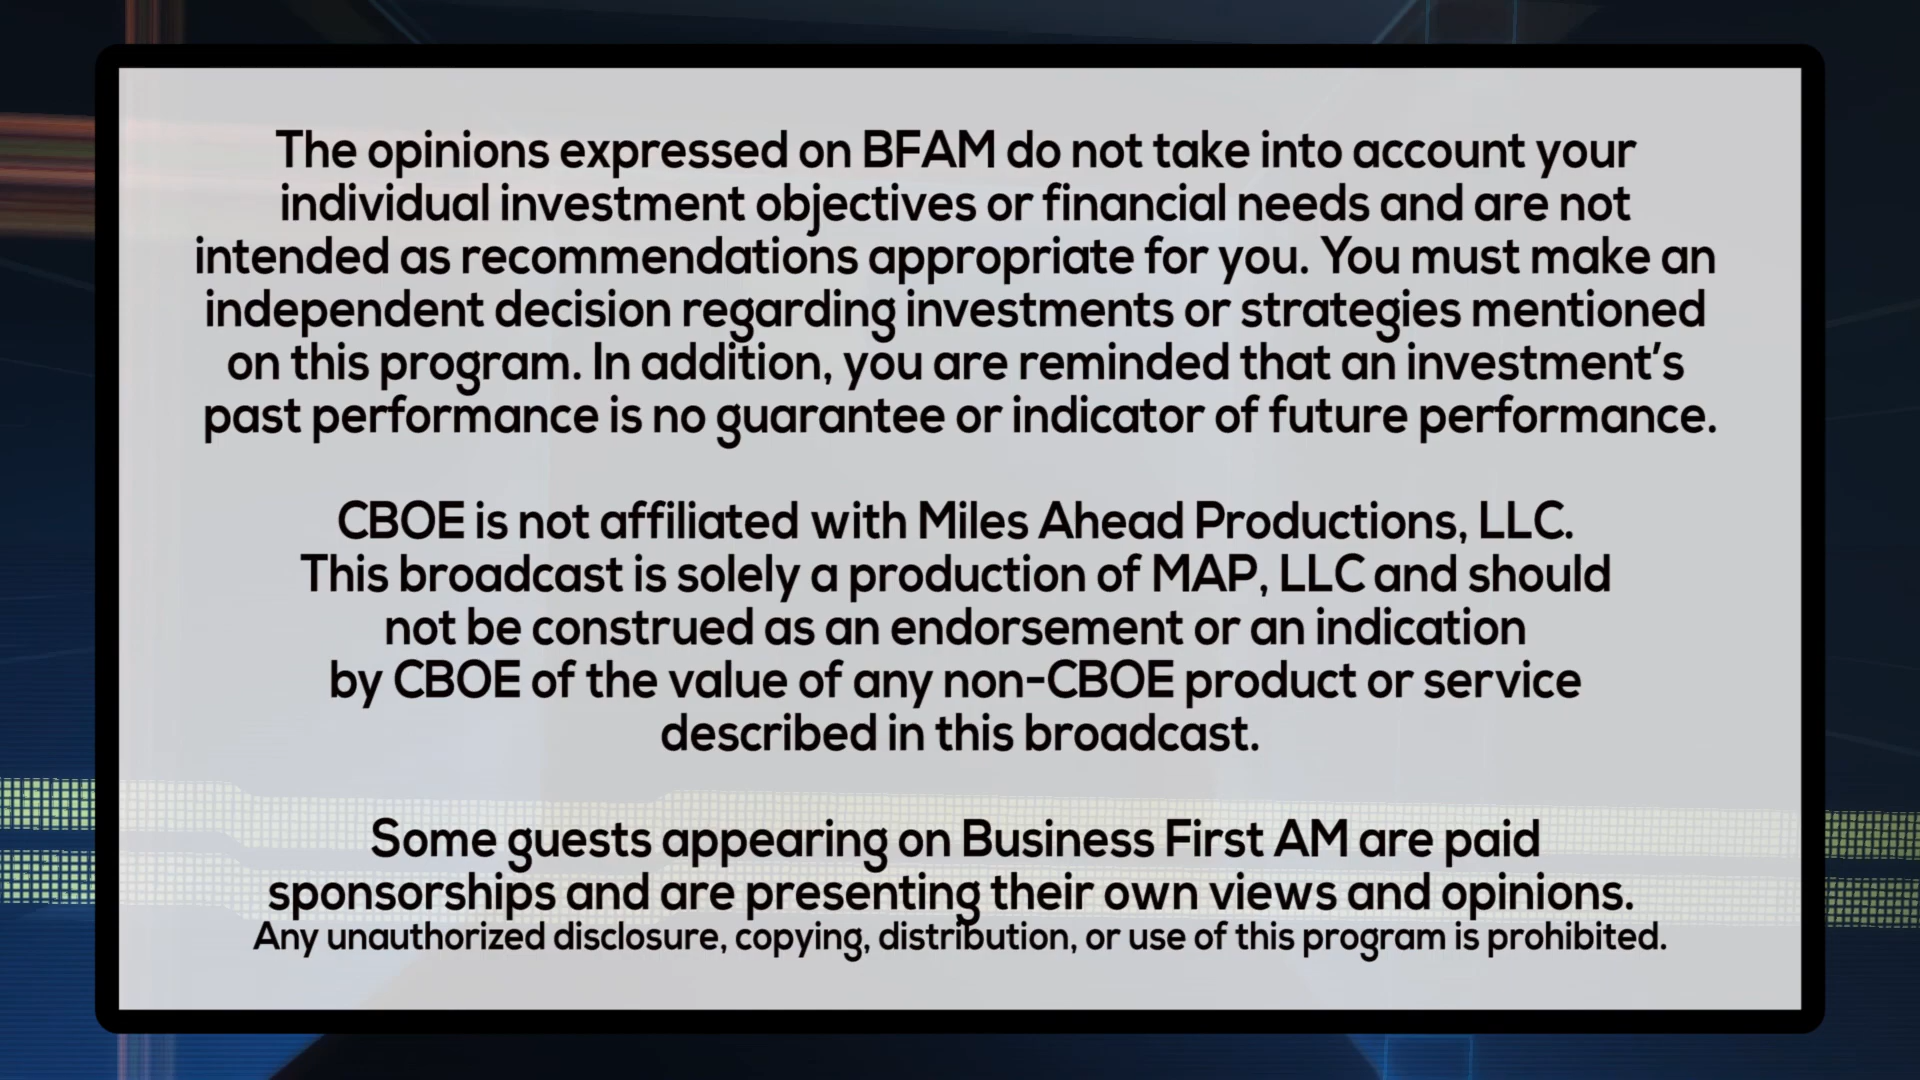 The opinions expressed on BFAM do not take into account your
individual investment objectives or financial needs and are not
intended as recommendations appropriate for you. You must make an
independent decision regarding investments or strategies mentioned
on this program. In addition, you are reminded that an investment’s
past performance is no guarantee or indicator of future performance.
CBOE is not affiliated with Miles Ahead Productions, LLC.
This broadcast is solely a production of MAP, LLC and should
not be construed as an endorsement or an indication
by CBOE of the value of any non-CBOE product or service
described in this broadcast.
Some guests appearing on Business First AM are paid
sponsorships and are presenting their own views and opinions.
Any unauthorized disclosure, copying, distribution, or use of this program is prohibited.